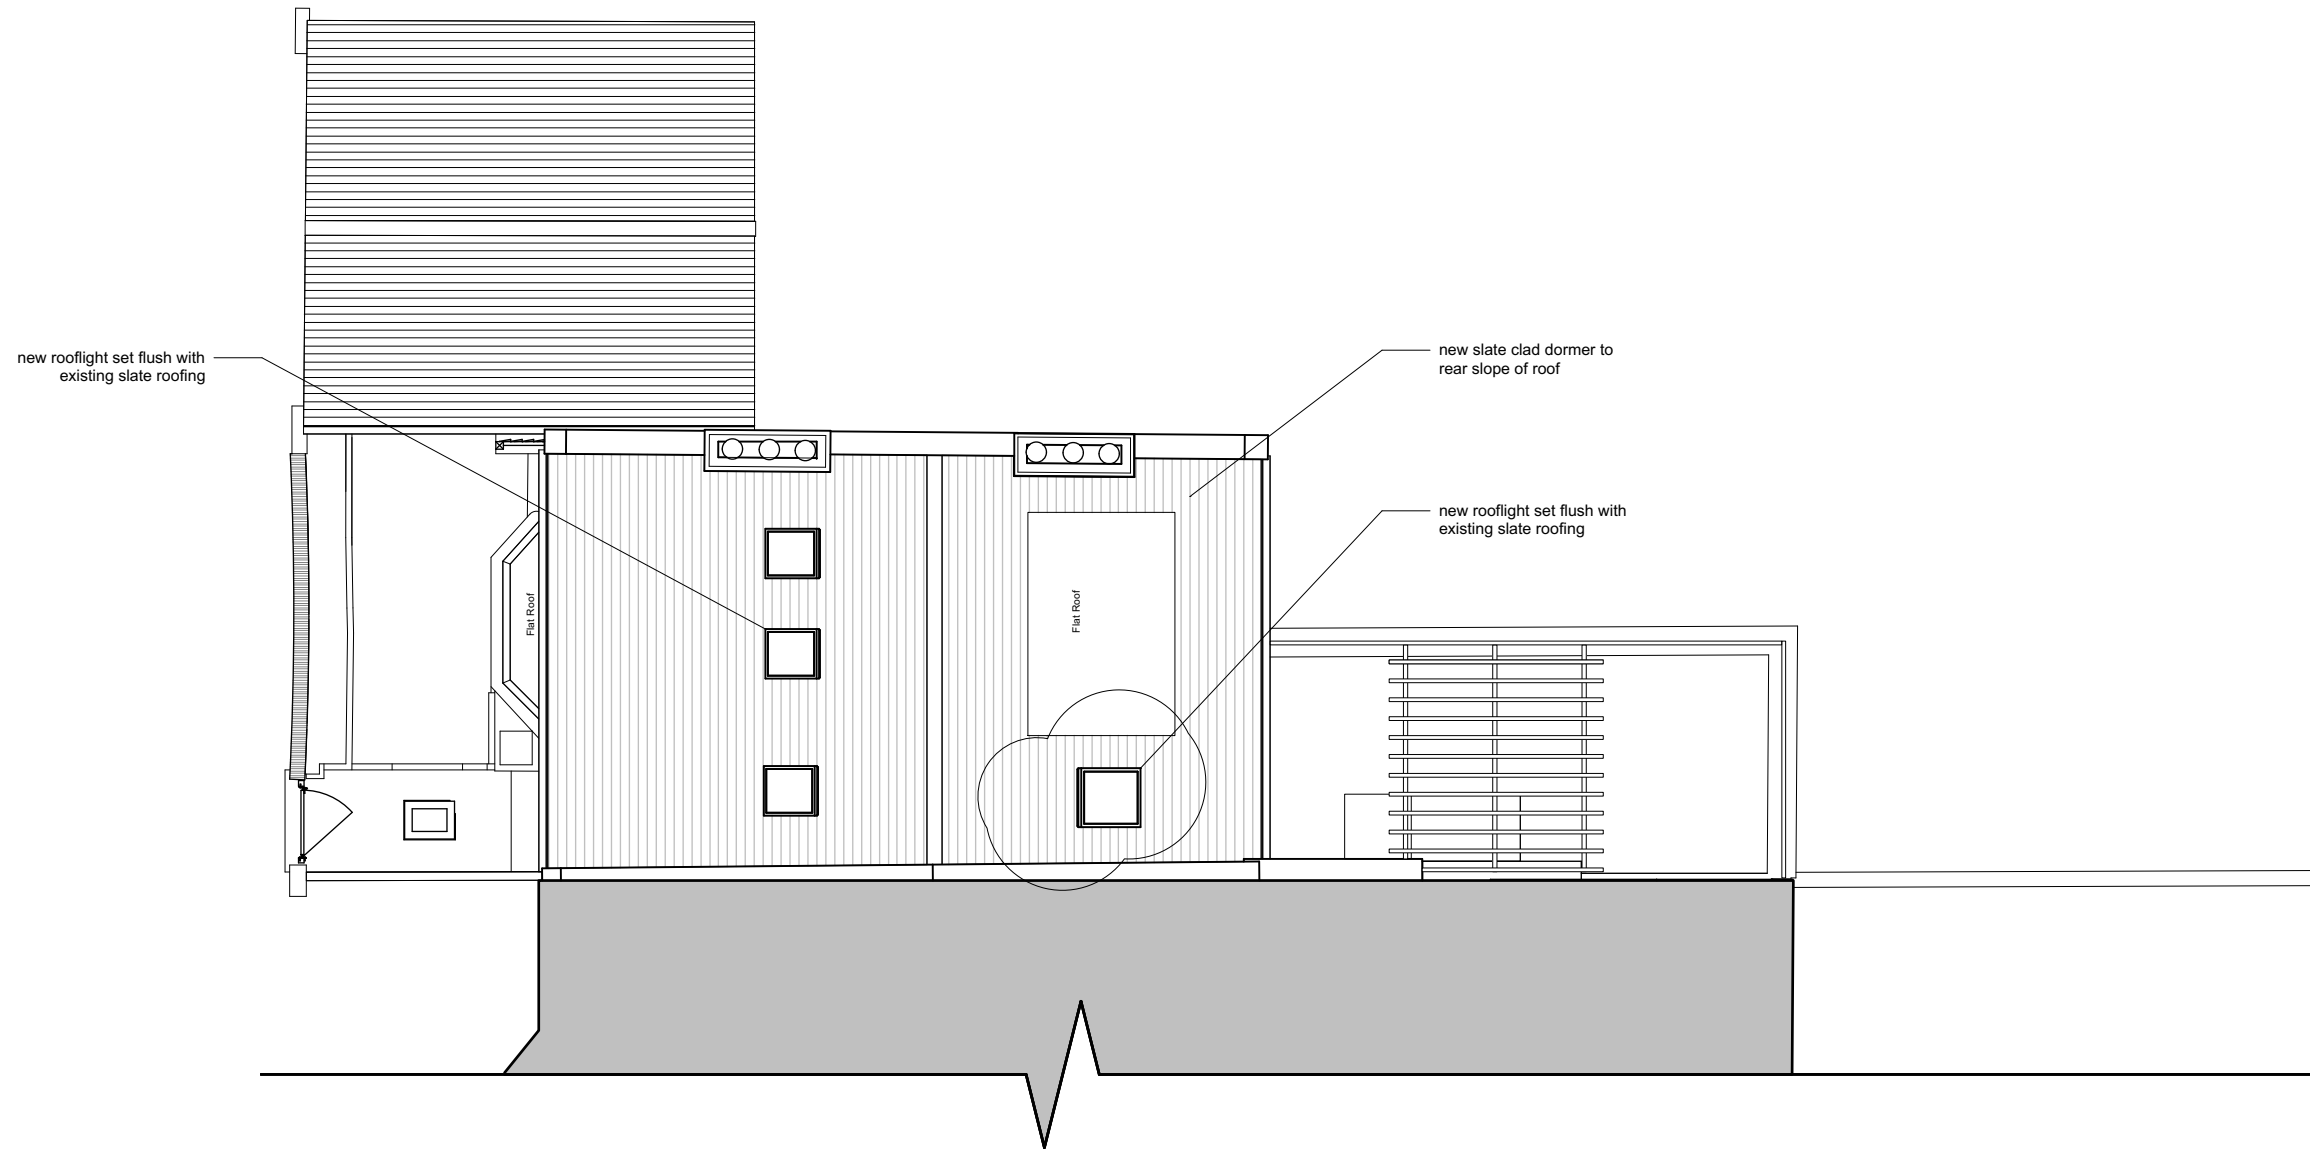 new rooflight set flush with
existing slate roofing
new slate clad dormer to
rear slope of roof
new rooflight set flush with
existing slate roofing
Flat Roof
Flat Roof